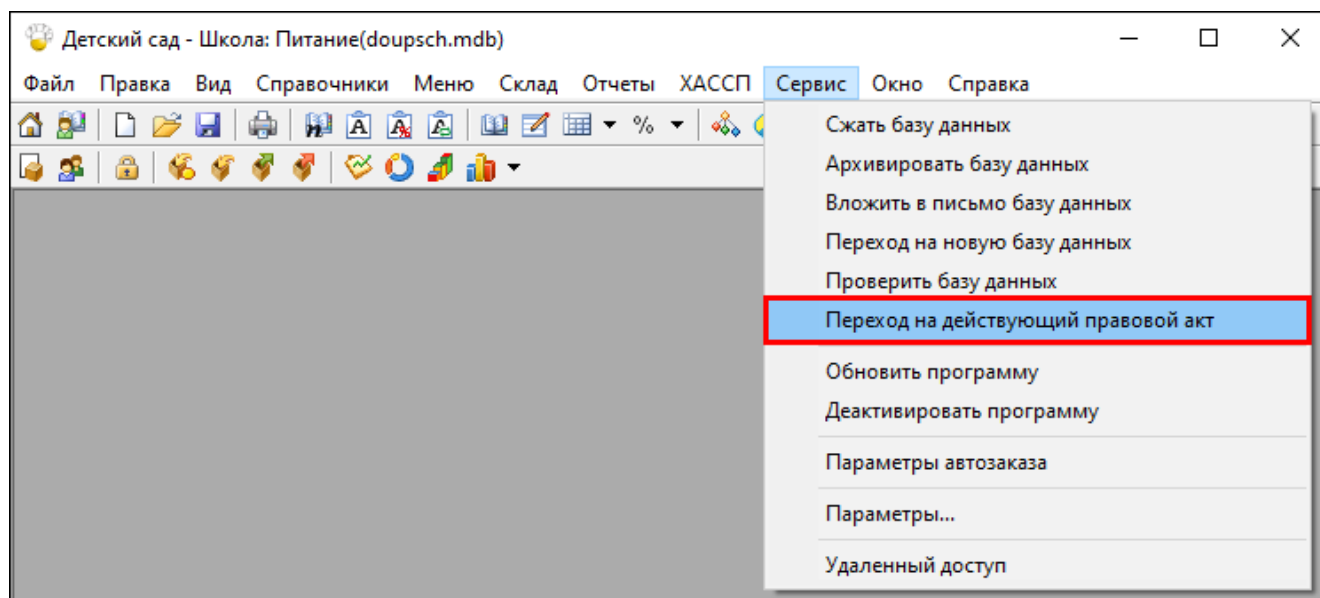 Детский сад - Школа: Питание(doupsch.mdb)
Файл Правка Вид Справочники Меню Склад Отчеты ХАССП Сервис Окно Справка
Сжать базу данных
Архивировать базу данных
Вложить в письмо базу данных
Переход на новую базу данных
Проверить базу данных
Переход на действующий правовой акт
Обновить программу
Деактивировать программу
Параметры автозаказа
Параметры...
Удаленный доступ